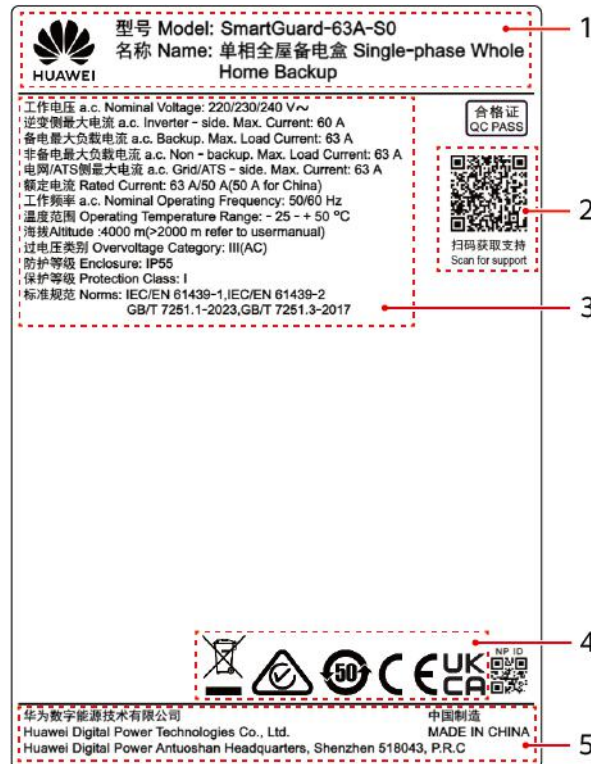 HUAWEI
型号 Model: SmartGuard-63A-S0
名称 Name: 单相全屋备电盒 Single-phase Whole
Home Backup
1
工作电压 a.c. Nominal Voltage: 220/230/240 V～
逆变侧最大电流 a.c. Inverter - side. Max. Current: 60 A
备电最大负载电流 a.c. Backup. Max. Load Current: 63 A
非备电最大负载电流 a.c. Non - backup. Max. Load Current: 63 A
电网/ATS侧最大电流 a.c. Grid/ATS - side. Max. Current: 63 A
额定电流 Rated Current: 63 A/50 A(50 A for China)
工作频率 a.c. Nominal Operating Frequency: 50/60 Hz
温度范围 Operating Temperature Range: - 25 - + 50 ℃
海拔Altitude :4000 m(>2000 m refer to usermanual)
过电压类别 Overvoltage Category: III(AC)
防护等级 Enclosure: IP55
保护等级 Protection Class: I
标准规范 Norms: IEC/EN 61439-1,IEC/EN 61439-2
GB/T 7251.1-2023,GB/T 7251.3-2017
合格证
QC PASS
2
扫码获取支持
Scan for support
3
50
CE
UK
CA
NP ID
4
华为数字能源技术有限公司
中国制造
Huawei Digital Power Technologies Co., Ltd.
MADE IN CHINA
Huawei Digital Power Antuoshan Headquarters, Shenzhen 518043, P.R.C
5